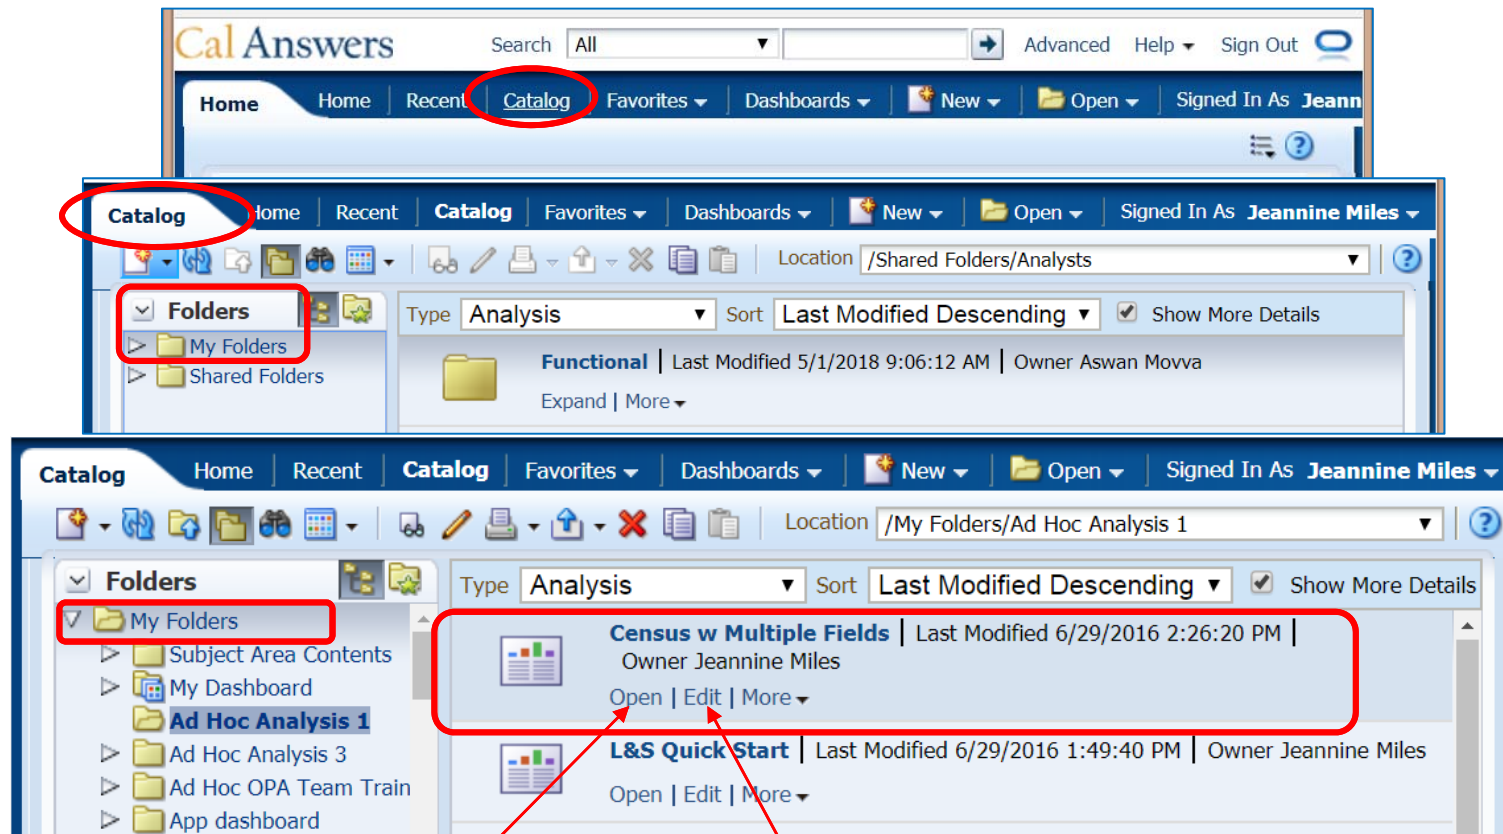 Cal Answers Search All Advanced Help Sign Out
Home Home Recent Catalog Favorites Dashboards New Open Signed In As Jeann
Catalog Home Recent Catalog Favorites Dashboards New Open Signed In As Jeannine Miles
Location /Shared Folders/Analysts
Folders Type Analysis Sort Last Modified Descending Show More Details
My Folders
Shared Folders
Functional | Last Modified 5/1/2018 9:06:12 AM | Owner Aswan Movva
Expand | More
Catalog Home Recent Catalog Favorites Dashboards New Open Signed In As Jeannine Miles
Location /My Folders/Ad Hoc Analysis 1
Folders Type Analysis Sort Last Modified Descending Show More Details
My Folders
Subject Area Contents
My Dashboard
Ad Hoc Analysis 1
Ad Hoc Analysis 3
Ad Hoc OPA Team Train
App dashboard
Census w Multiple Fields | Last Modified 6/29/2016 2:26:20 PM |
Owner Jeannine Miles
Open | Edit | More
L&S Quick Start | Last Modified 6/29/2016 1:49:40 PM | Owner Jeannine Miles
Open | Edit | More